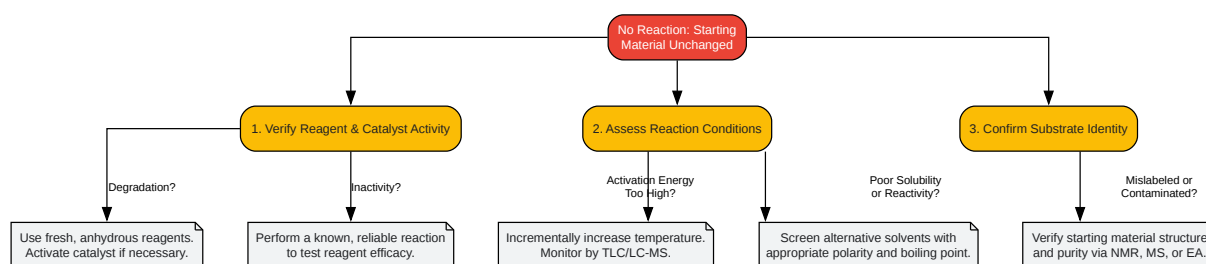 No Reaction: Starting
Material Unchanged
1. Verify Reagent & Catalyst Activity
2. Assess Reaction Conditions
3. Confirm Substrate Identity
Degradation?
Inactivity?
Activation Energy
Too High?
Poor Solubility
or Reactivity?
Mislabeled or
Contaminated?
Use fresh, anhydrous reagents.
Activate catalyst if necessary.
Perform a known, reliable reaction
to test reagent efficacy.
Incrementally increase temperature.
Monitor by TLC/LC-MS.
Screen alternative solvents with
appropriate polarity and boiling point.
Verify starting material structure
and purity via NMR, MS, or EA.